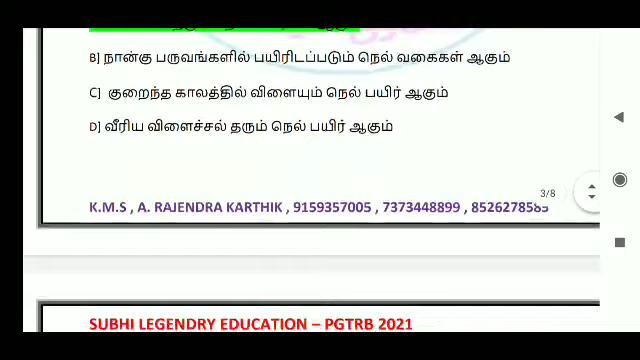 B] நான்கு பருவங்களில் பயிரிடப்படும் நெல் வகைகள் ஆகும்
C] குறைந்த காலத்தில் விளையும் நெல் பயிர் ஆகும்
D] வீரிய விளைச்சல் தரும் நெல் பயிர் ஆகும்
3/8
K.M.S , A. RAJENDRA KARTHIK , 9159357005 , 7373448899 , 8526278585
SUBHI LEGENDRY EDUCATION – PGTRB 2021